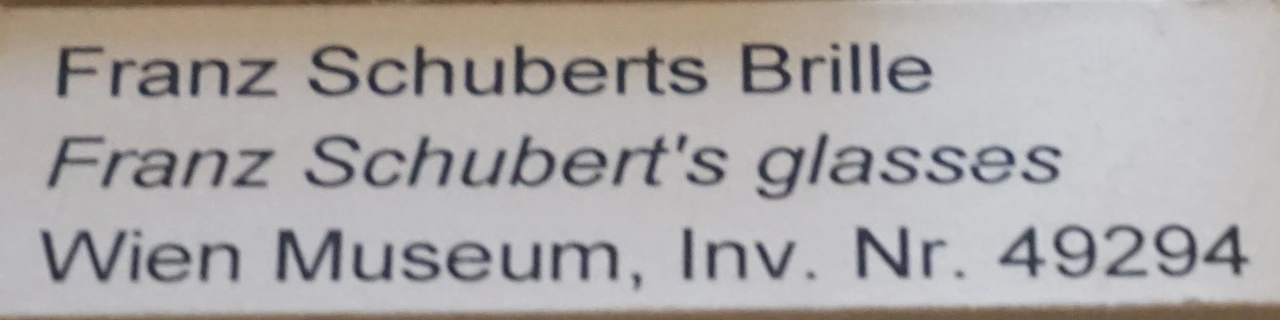 Franz Schuberts Brille
Franz Schubert's glasses
Wien Museum, Inv. Nr. 49294